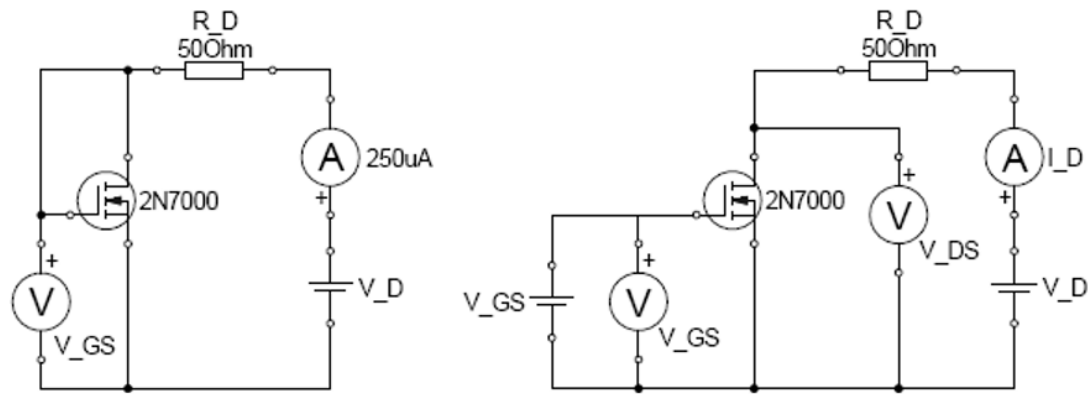 R_D
50Ohm
A
250uA
+
2N7000
+
V
V_GS
V_D
R_D
50Ohm
A
I_D
+
2N7000
+
V
V_DS
V_GS
+
V
V_GS
V_D